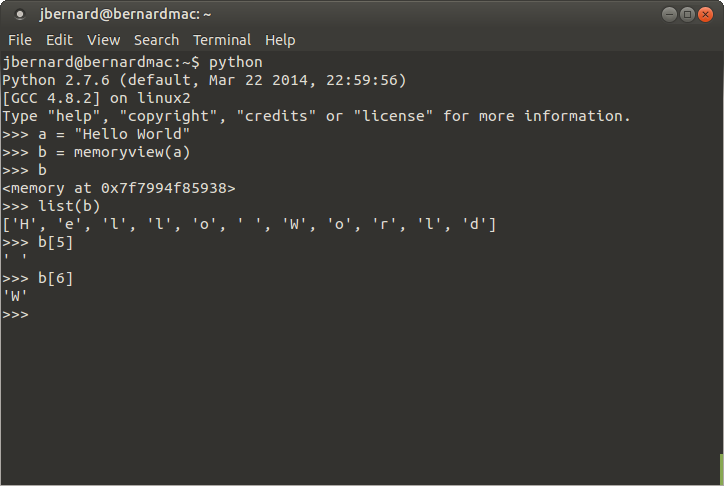 jbernard@bernardmac: ~
File Edit View Search Terminal Help
jbernard@bernardmac:~$ python
Python 2.7.6 (default, Mar 22 2014, 22:59:56)
[GCC 4.8.2] on linux2
Type "help", "copyright", "credits" or "license" for more information.
>>> a = "Hello World"
>>> b = memoryview(a)
>>> b
<memory at 0x7f7994f85938>
>>> list(b)
['H', 'e', 'l', 'l', 'o', ' ', 'W', 'o', 'r', 'l', 'd']
>>> b[5]
' '
>>> b[6]
'W'
>>>